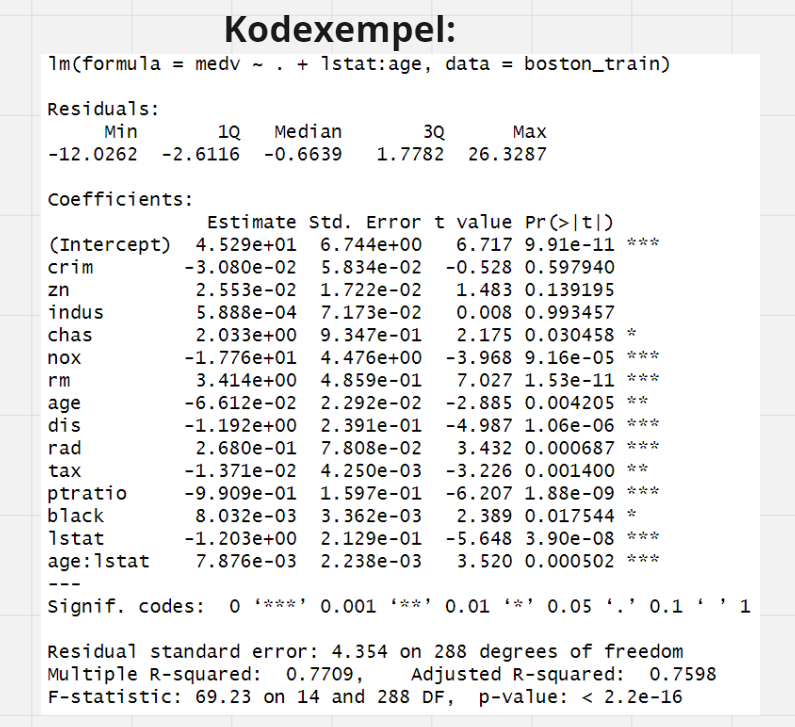 Kodexempel:
lm(formula = medv ~ . + lstat:age, data = boston_train)
Residuals:
Min 1Q Median 3Q Max
-12.0262 -2.6116 -0.6639 1.7782 26.3287
Coefficients:
Estimate Std. Error t value Pr(>|t|)
(Intercept) 4.529e+01 6.744e+00 6.717 9.91e-11 ***
crim -3.080e-02 5.834e-02 -0.528 0.597940
zn 2.553e-02 1.722e-02 1.483 0.139195
indus 5.888e-04 7.173e-02 0.008 0.993457
chas 2.033e+00 9.347e-01 2.175 0.030458 *
nox -1.776e+01 4.476e+00 -3.968 9.16e-05 ***
rm 3.414e+00 4.859e-01 7.027 1.53e-11 ***
age -6.612e-02 2.292e-02 -2.885 0.004205 **
dis -1.192e+00 2.391e-01 -4.987 1.06e-06 ***
rad 2.680e-01 7.808e-02 3.432 0.000687 ***
tax -1.371e-02 4.250e-03 -3.226 0.001400 **
ptratio -9.909e-01 1.597e-01 -6.207 1.88e-09 ***
black 8.032e-03 3.362e-03 2.389 0.017544 *
lstat -1.203e+00 2.129e-01 -5.648 3.90e-08 ***
age:lstat 7.876e-03 2.238e-03 3.520 0.000502 ***
---
Signif. codes: 0 ‘***’ 0.001 ‘**’ 0.01 ‘*’ 0.05 ‘.’ 0.1 ‘ ’ 1
Residual standard error: 4.354 on 288 degrees of freedom
Multiple R-squared: 0.7709, Adjusted R-squared: 0.7598
F-statistic: 69.23 on 14 and 288 DF, p-value: < 2.2e-16